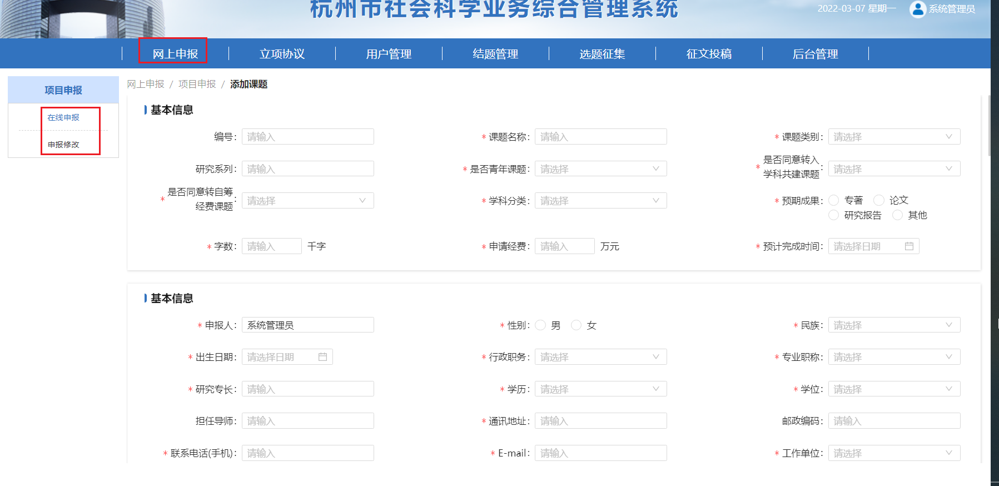 杭州市社会科学业务综合管理系统
2022-03-07 星期一 系统管理员
网上申报 立项协议 用户管理 结题管理 选题征集 征文投稿 后台管理
项目申报
在线申报
申报修改
网上申报 / 项目申报 / 添加课题
基本信息
编号: 请输入 * 课题名称: 请输入 * 课题类别: 请选择
研究系列: 请输入 * 是否青年课题: 请选择 * 是否同意转入
学科共建课题: 请选择
* 是否同意转自筹
经费课题: 请选择 * 学科分类: 请选择 * 预期成果: 专著 论文
研究报告 其他
* 字数: 请输入 千字 * 申请经费: 请输入 万元 * 预计完成时间: 请选择日期
基本信息
* 申报人: 系统管理员 * 性别: 男 女 * 民族: 请选择
* 出生日期: 请选择日期 * 行政职务: 请选择 * 专业职称: 请选择
* 研究专长: 请输入 * 学历: 请选择 * 学位: 请选择
担任导师: 请输入 * 通讯地址: 请输入 邮政编码: 请输入
* 联系电话(手机): 请输入 * E-mail: 请输入 * 工作单位: 请选择